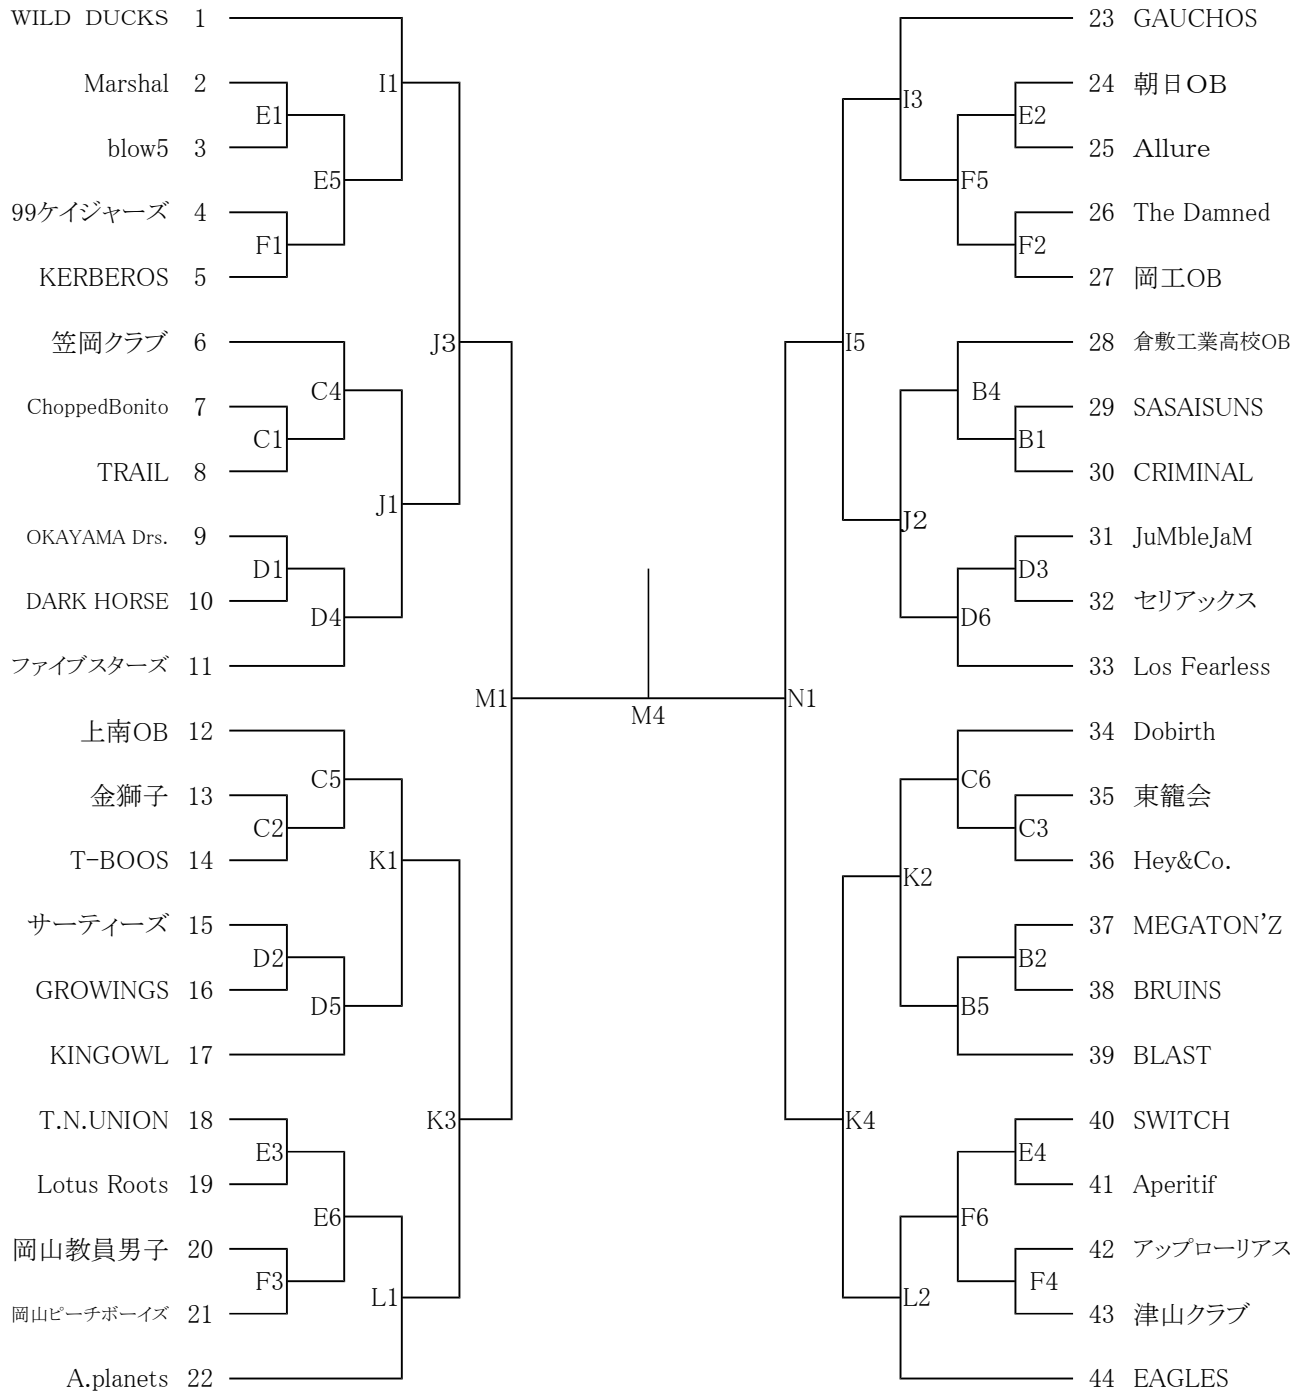 WILD DUCKS 1
I1
Marshal 2
E1
blow5 3
E5
99ケイジャーズ 4
F1
KERBEROS 5
笠岡クラブ 6
J3
C4
ChoppedBonito 7
C1
TRAIL 8
J1
OKAYAMA Drs. 9
D1
DARK HORSE 10
D4
ファイブスターズ 11
M1
上南OB 12
C5
金獅子 13
C2
T-BOOS 14
K1
サーティーズ 15
D2
GROWINGS 16
D5
KINGOWL 17
T.N.UNION 18
K3
E3
Lotus Roots 19
E6
岡山教員男子 20
F3
岡山ピーチボーイズ 21
L1
A.planets 22
M4
23 GAUCHOS
I3
24 朝日OB
E2
25 Allure
F5
26 The Damned
F2
27 岡工OB
I5
28 倉敷工業高校OB
B4
29 SASAISUNS
B1
30 CRIMINAL
J2
31 JuMbleJaM
D3
32 セリアックス
D6
33 Los Fearless
N1
34 Dobirth
C6
35 東籠会
C3
36 Hey&Co.
K2
37 MEGATON'Z
B2
38 BRUINS
B5
39 BLAST
K4
40 SWITCH
E4
41 Aperitif
F6
42 アップローリアス
F4
43 津山クラブ
L2
44 EAGLES